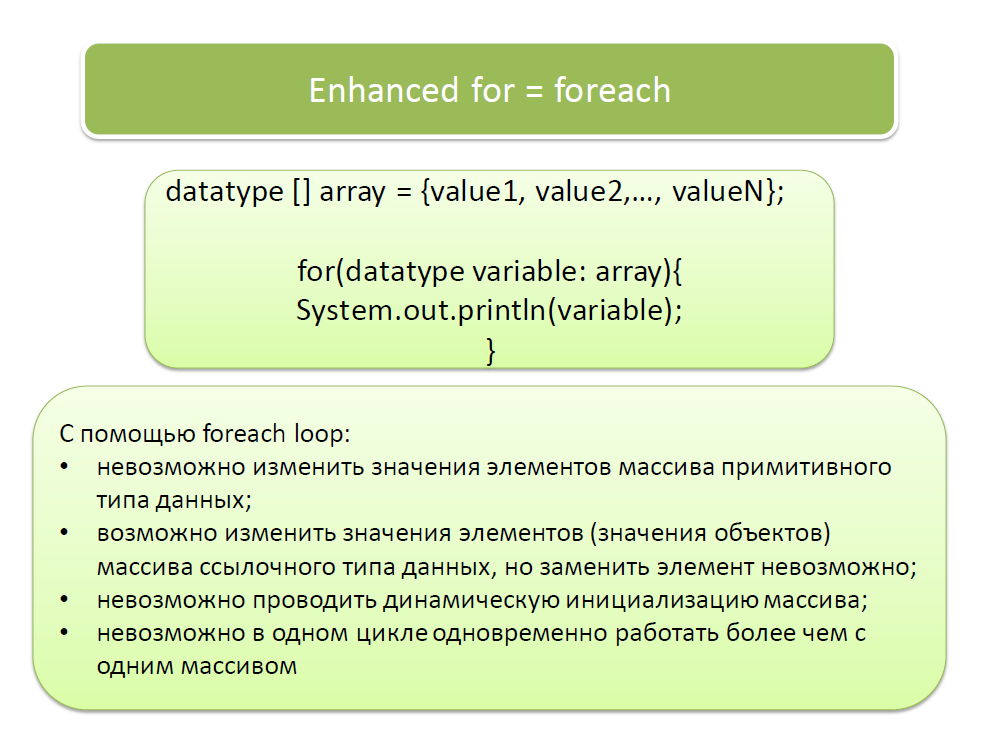 Enhanced for = foreach
datatype [] array = {value1, value2,..., valueN};
for(datatype variable: array){
System.out.println(variable);
}
С помощью foreach loop:
• невозможно изменить значения элементов массива примитивного
типа данных;
• возможно изменить значения элементов (значения объектов)
массива ссылочного типа данных, но заменить элемент невозможно;
• невозможно проводить динамическую инициализацию массива;
• невозможно в одном цикле одновременно работать более чем с
одним массивом